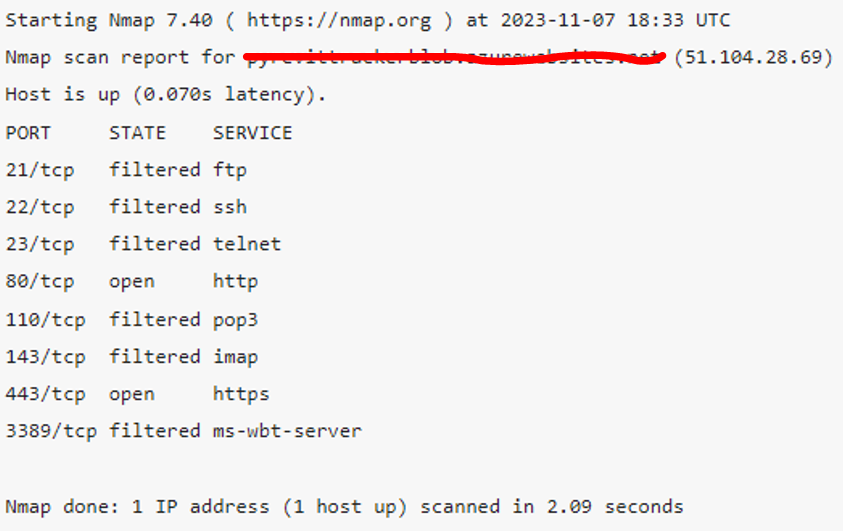 Starting Nmap 7.40 ( https://nmap.org ) at 2023-11-07 18:33 UTC
Nmap scan report for (51.104.28.69)
Host is up (0.070s latency).
PORT STATE SERVICE
21/tcp filtered ftp
22/tcp filtered ssh
23/tcp filtered telnet
80/tcp open http
110/tcp filtered pop3
143/tcp filtered imap
443/tcp open https
3389/tcp filtered ms-wbt-server
Nmap done: 1 IP address (1 host up) scanned in 2.09 seconds